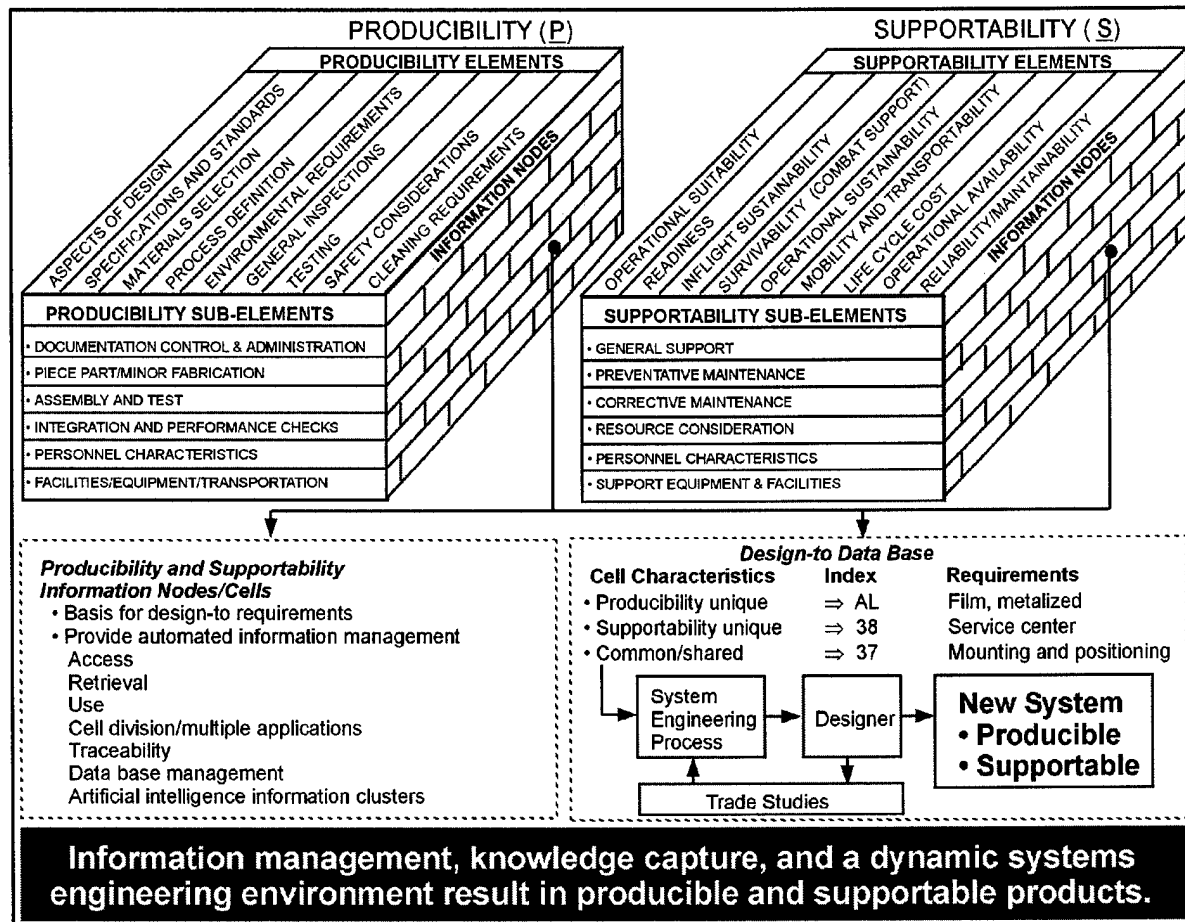 PRODUCIBILITY (P)
PRODUCIBILITY ELEMENTS
ASPECTS OF DESIGN
SPECIFICATIONS AND STANDARDS
MATERIALS SELECTION
PROCESS DEFINITION
ENVIRONMENTAL REQUIREMENTS
GENERAL INSPECTIONS
TESTING
SAFETY CONSIDERATIONS
CLEANING REQUIREMENTS
INFORMATION NODES
PRODUCIBILITY SUB-ELEMENTS
• DOCUMENTATION CONTROL & ADMINISTRATION
• PIECE PART/MINOR FABRICATION
• ASSEMBLY AND TEST
• INTEGRATION AND PERFORMANCE CHECKS
• PERSONNEL CHARACTERISTICS
• FACILITIES/EQUIPMENT/TRANSPORTATION
SUPPORTABILITY ( S)
SUPPORTABILITY ELEMENTS
OPERATIONAL SUITABILITY
READINESS
INFLIGHT SUSTAINABILITY
SURVIVABILITY (COMBAT SUPPORT)
OPERATIONAL SUSTAINABILITY
MOBILITY AND TRANSPORTABILITY
LIFE CYCLE COST
OPERATIONAL AVAILABILITY
RELIABILITY/MAINTAINABILITY
INFORMATION NODES
SUPPORTABILITY SUB-ELEMENTS
• GENERAL SUPPORT
• PREVENTATIVE MAINTENANCE
• CORRECTIVE MAINTENANCE
• RESOURCE CONSIDERATION
• PERSONNEL CHARACTERISTICS
• SUPPORT EQUIPMENT & FACILITIES
Producibility and Supportability
Information Nodes/Cells
• Basis for design-to requirements
• Provide automated information management
Access
Retrieval
Use
Cell division/multiple applications
Traceability
Data base management
Artificial intelligence information clusters
Design-to Data Base
Cell Characteristics Index Requirements
• Producibility unique ⇒ AL Film, metalized
• Supportability unique ⇒ 38 Service center
• Common/shared ⇒ 37 Mounting and positioning
System
Engineering
Process
Designer
Trade Studies
New System
• Producible
• Supportable
Information management, knowledge capture, and a dynamic systems
engineering environment result in producible and supportable products.